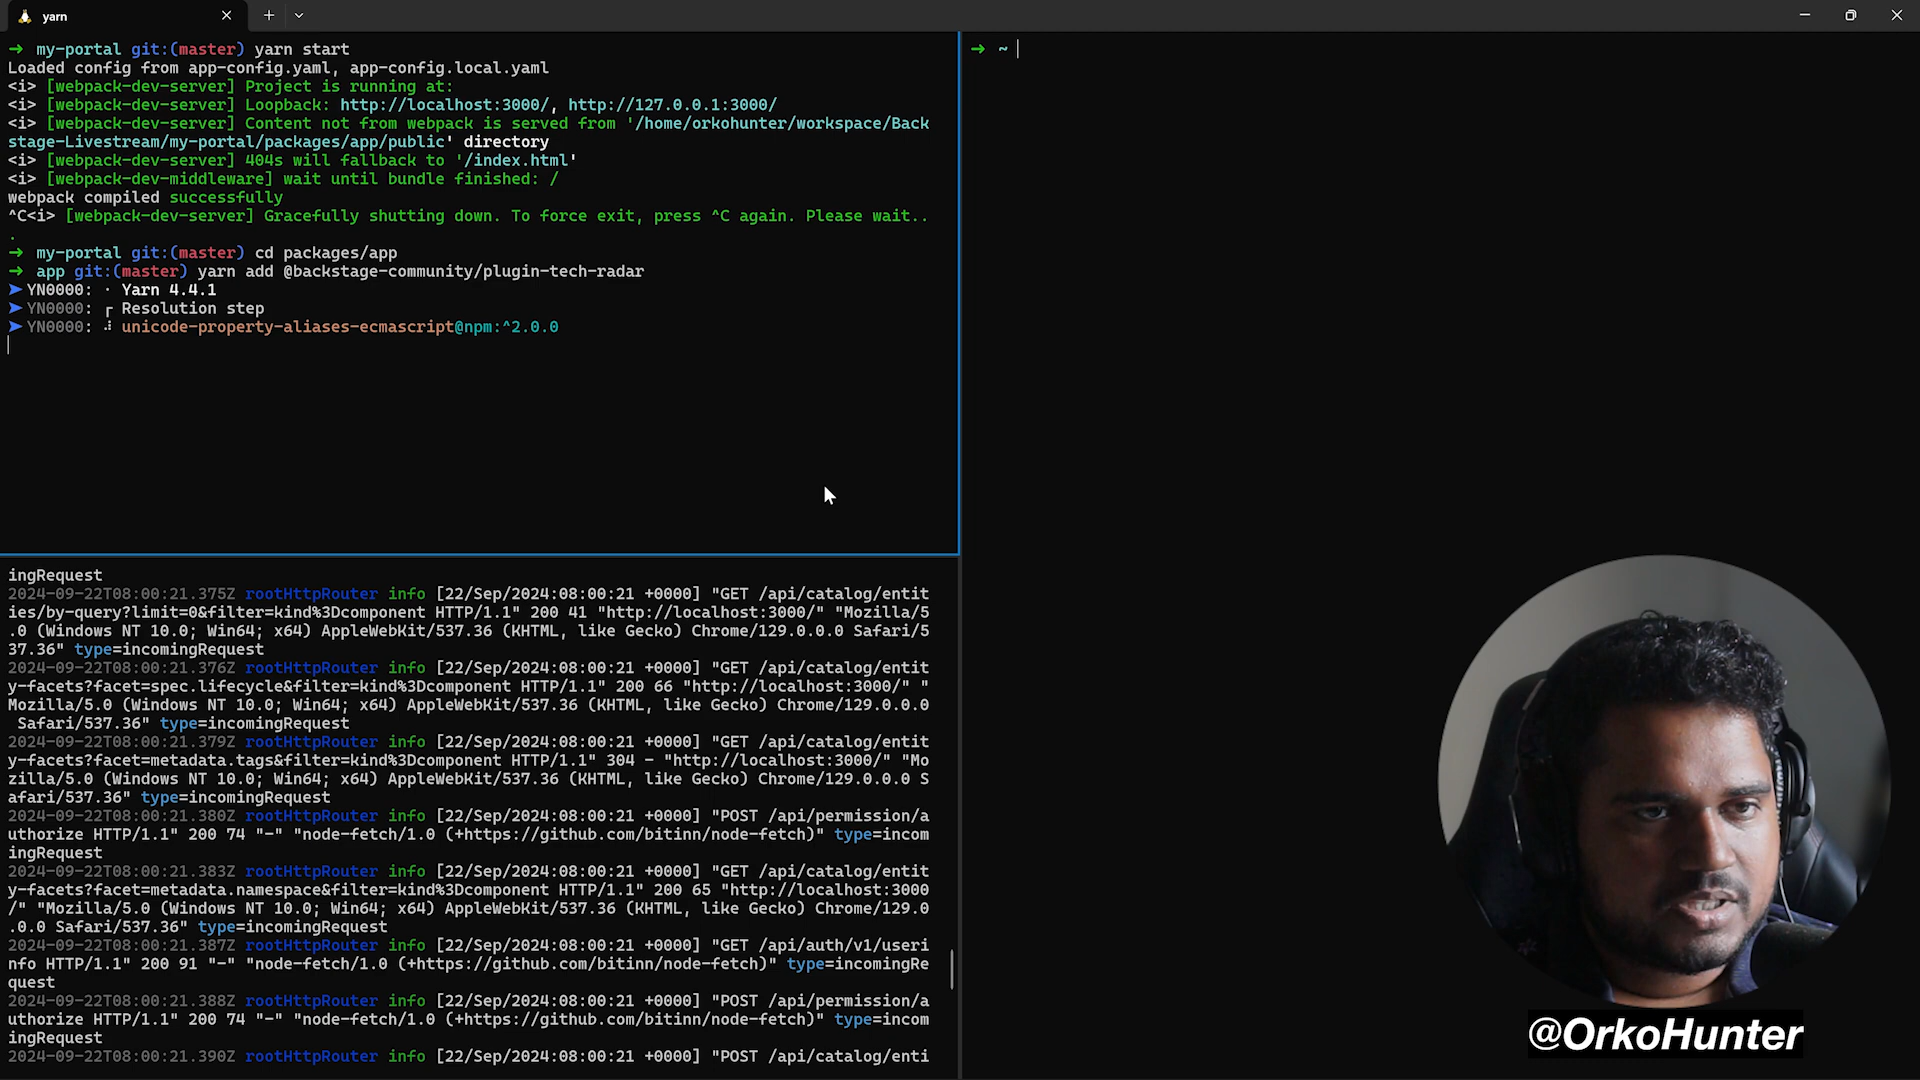 yarn
➜ my-portal git:(master) yarn start
Loaded config from app-config.yaml, app-config.local.yaml
<i> [webpack-dev-server] Project is running at:
<i> [webpack-dev-server] Loopback: http://localhost:3000/, http://127.0.0.1:3000/
<i> [webpack-dev-server] Content not from webpack is served from '/home/orkohunter/workspace/Back
stage-Livestream/my-portal/packages/app/public' directory
<i> [webpack-dev-server] 404s will fallback to '/index.html'
<i> [webpack-dev-middleware] wait until bundle finished: /
webpack compiled successfully
^C<i> [webpack-dev-server] Gracefully shutting down. To force exit, press ^C again. Please wait..
.
➜ my-portal git:(master) cd packages/app
➜ app git:(master) yarn add @backstage-community/plugin-tech-radar
➤ YN0000: · Yarn 4.4.1
➤ YN0000: ┌ Resolution step
➤ YN0000: ⠼ unicode-property-aliases-ecmascript@npm:^2.0.0
ingRequest
2024-09-22T08:00:21.375Z rootHttpRouter info [22/Sep/2024:08:00:21 +0000] "GET /api/catalog/entit
ies/by-query?limit=0&filter=kind%3Dcomponent HTTP/1.1" 200 41 "http://localhost:3000/" "Mozilla/5
.0 (Windows NT 10.0; Win64; x64) AppleWebKit/537.36 (KHTML, like Gecko) Chrome/129.0.0.0 Safari/5
37.36" type=incomingRequest
2024-09-22T08:00:21.376Z rootHttpRouter info [22/Sep/2024:08:00:21 +0000] "GET /api/catalog/entit
y-facets?facet=spec.lifecycle&filter=kind%3Dcomponent HTTP/1.1" 200 66 "http://localhost:3000/" "
Mozilla/5.0 (Windows NT 10.0; Win64; x64) AppleWebKit/537.36 (KHTML, like Gecko) Chrome/129.0.0.0
Safari/537.36" type=incomingRequest
2024-09-22T08:00:21.379Z rootHttpRouter info [22/Sep/2024:08:00:21 +0000] "GET /api/catalog/entit
y-facets?facet=metadata.tags&filter=kind%3Dcomponent HTTP/1.1" 304 - "http://localhost:3000/" "Mo
zilla/5.0 (Windows NT 10.0; Win64; x64) AppleWebKit/537.36 (KHTML, like Gecko) Chrome/129.0.0.0 S
afari/537.36" type=incomingRequest
2024-09-22T08:00:21.380Z rootHttpRouter info [22/Sep/2024:08:00:21 +0000] "POST /api/permission/a
uthorize HTTP/1.1" 200 74 "-" "node-fetch/1.0 (+https://github.com/bitinn/node-fetch)" type=incom
ingRequest
2024-09-22T08:00:21.383Z rootHttpRouter info [22/Sep/2024:08:00:21 +0000] "GET /api/catalog/entit
y-facets?facet=metadata.namespace&filter=kind%3Dcomponent HTTP/1.1" 200 65 "http://localhost:3000
/" "Mozilla/5.0 (Windows NT 10.0; Win64; x64) AppleWebKit/537.36 (KHTML, like Gecko) Chrome/129.0
.0.0 Safari/537.36" type=incomingRequest
2024-09-22T08:00:21.387Z rootHttpRouter info [22/Sep/2024:08:00:21 +0000] "GET /api/auth/v1/useri
nfo HTTP/1.1" 200 91 "-" "node-fetch/1.0 (+https://github.com/bitinn/node-fetch)" type=incomingRe
quest
2024-09-22T08:00:21.388Z rootHttpRouter info [22/Sep/2024:08:00:21 +0000] "POST /api/permission/a
uthorize HTTP/1.1" 200 74 "-" "node-fetch/1.0 (+https://github.com/bitinn/node-fetch)" type=incom
ingRequest
2024-09-22T08:00:21.390Z rootHttpRouter info [22/Sep/2024:08:00:21 +0000] "POST /api/catalog/enti
➜ ~
@OrkoHunter